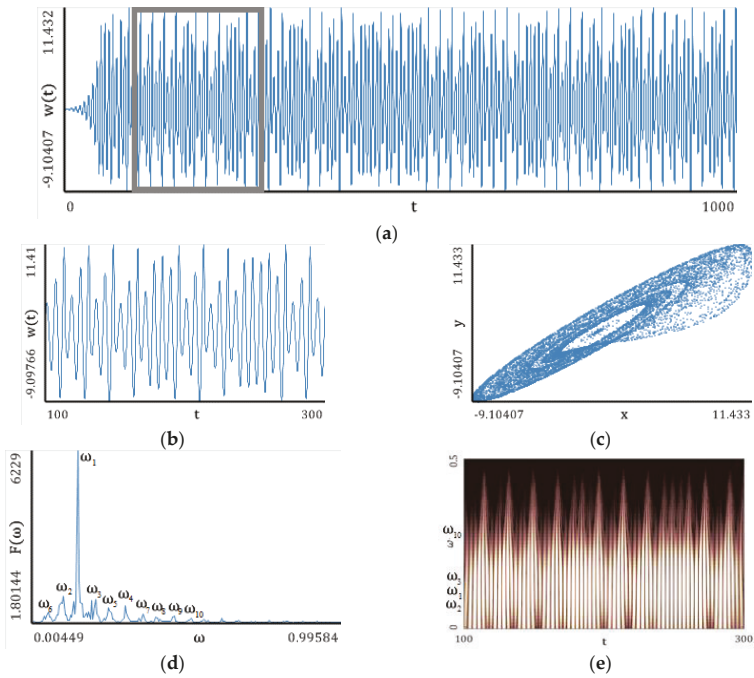 11.432
w(t)
-9.10407
0
t
1000
(a)
11.41
w(t)
-9.09766
100
t
300
(b)
11.433
y
-9.10407
-9.10407
x
11.433
(c)
6229
F(ω)
1.80144
ω₁
ω₆
ω₂
ω₃
ω₅
ω₄
ω₇
ω₈
ω₉
ω₁₀
0.00449
ω
0.99584
(d)
0.5
ω₁₀
ω
ω₃
ω₁
ω₂
0
100
t
300
(e)